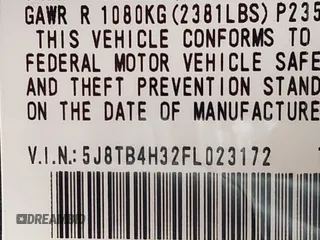 GAWR R 1080KG(2381LBS) P235
THIS VEHICLE CONFORMS TO
FEDERAL MOTOR VEHICLE SAFE
AND THEFT PREVENTION STAND
ON THE DATE OF MANUFACTURE
V.I.N.: 5J8TB4H32FL023172
DREAMBID